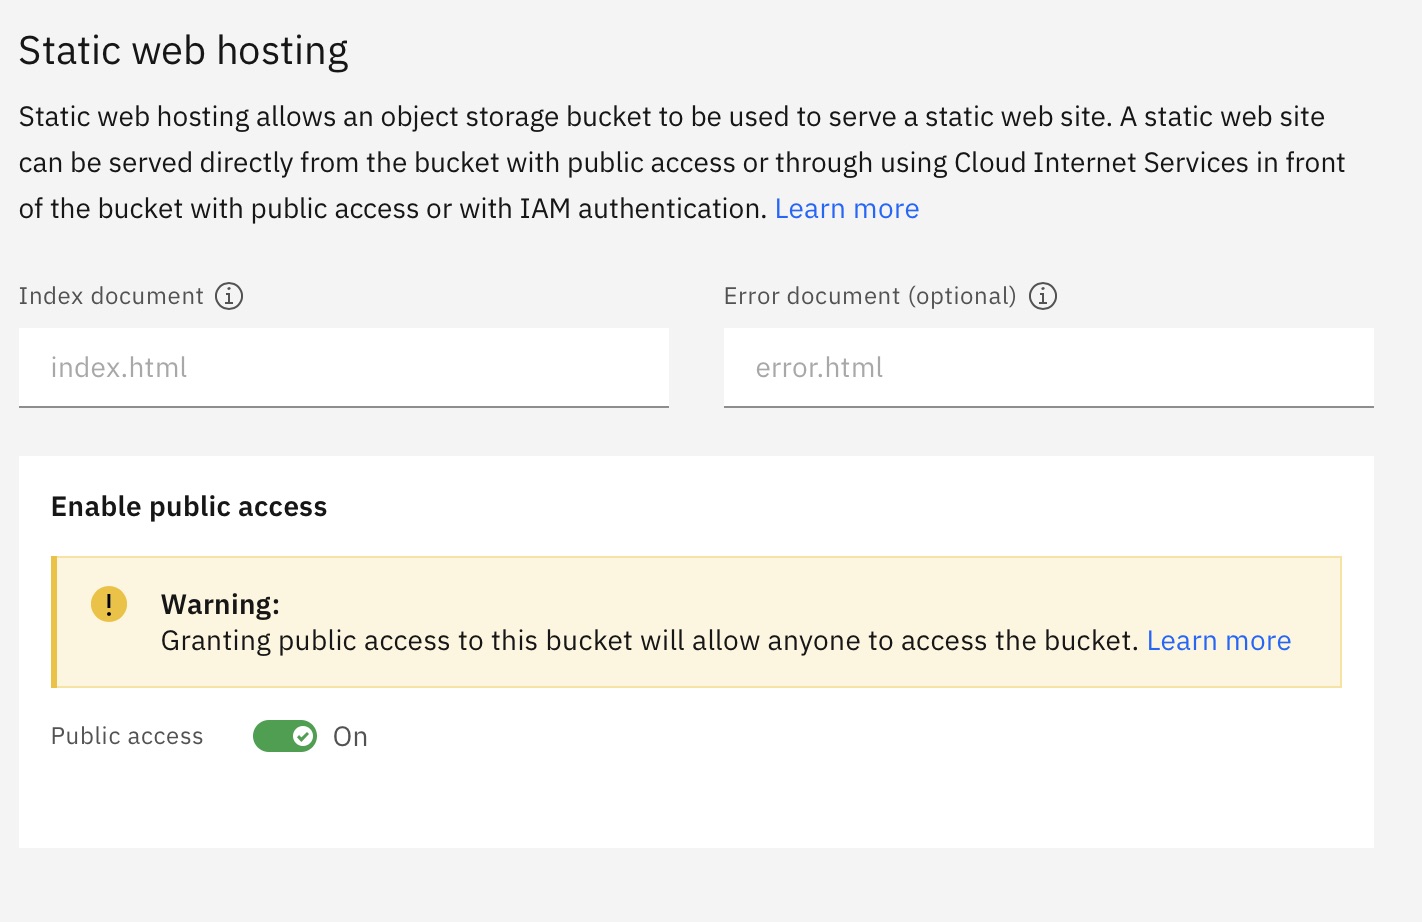 Static web hosting
Static web hosting allows an object storage bucket to be used to serve a static web site. A static web site
can be served directly from the bucket with public access or through using Cloud Internet Services in front
of the bucket with public access or with IAM authentication. Learn more
Index document
Error document (optional)
index.html
error.html
Enable public access
Warning:
Granting public access to this bucket will allow anyone to access the bucket. Learn more
Public access On